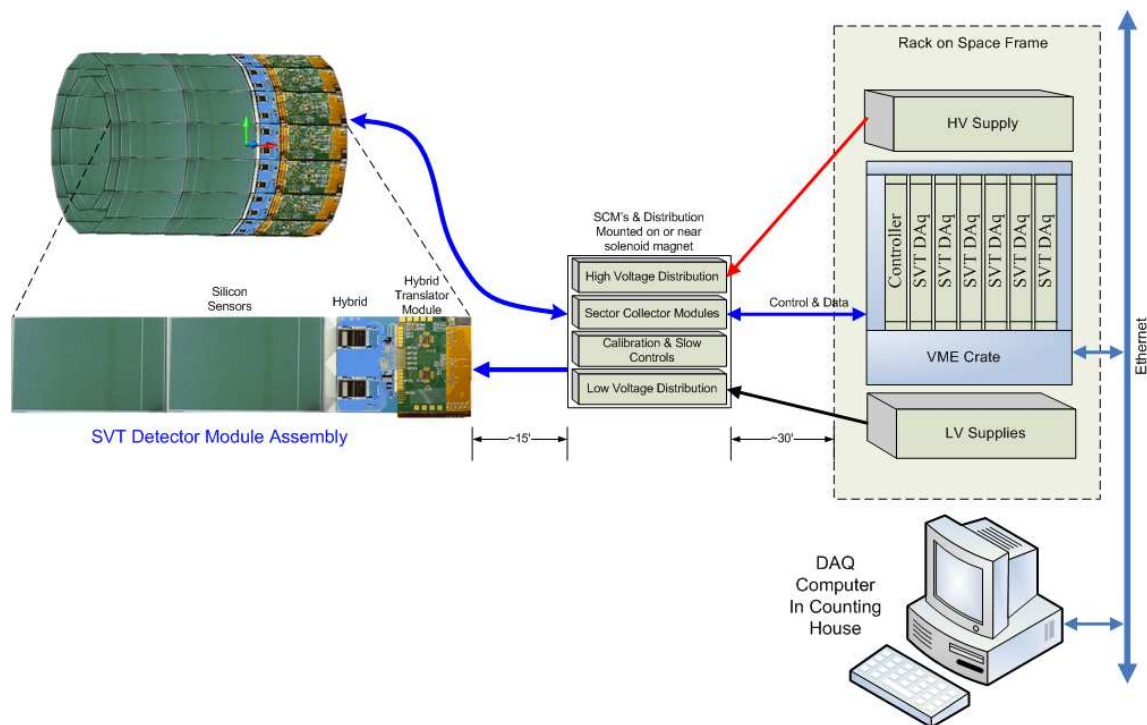 Rack on Space Frame
HV Supply
Controller
SVT DAq
SVT DAq
SVT DAq
SVT DAq
SVT DAq
SVT DAq
VME Crate
LV Supplies
Ethernet
SCM's & Distribution
Mounted on or near
solenoid magnet
High Voltage Distribution
Sector Collector Modules
Calibration & Slow
Controls
Low Voltage Distribution
Control & Data
Silicon
Sensors
Hybrid
Hybrid
Translator
Module
SVT Detector Module Assembly
~15'
~30'
DAQ
Computer
In Counting
House